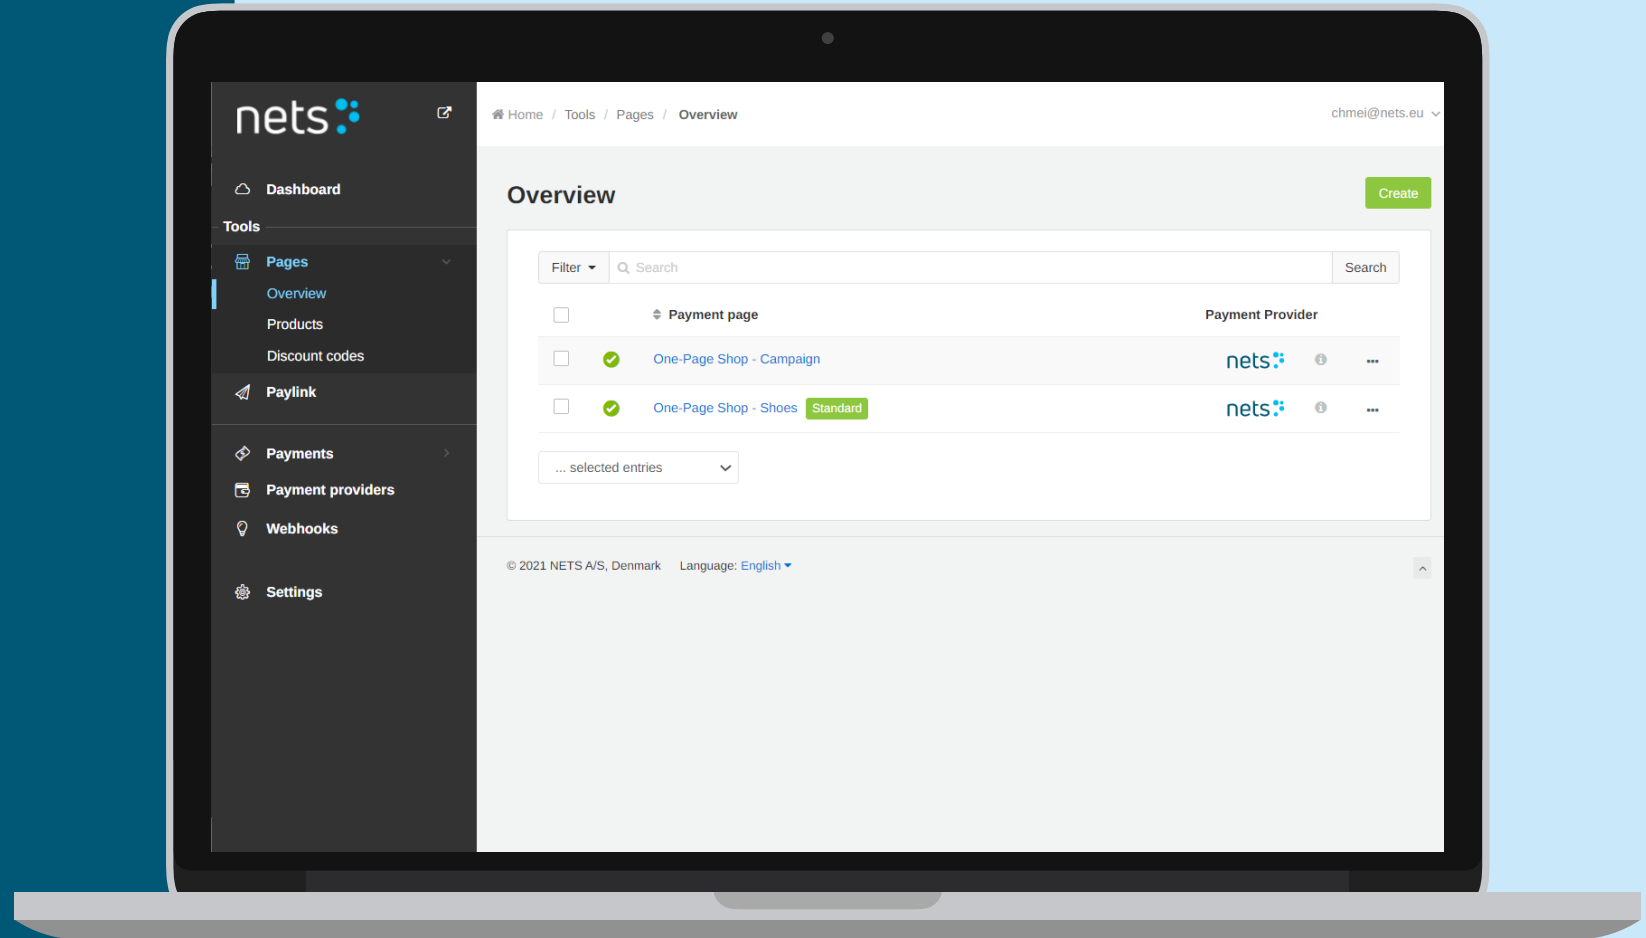 nets
Dashboard
Tools
Pages
Overview
Products
Discount codes
Paylink
Payments
Payment providers
Webhooks
Settings
Home / Tools / Pages / Overview
chmei@nets.eu
Overview
Create
Filter
Search
Search
Payment page
Payment Provider
One-Page Shop - Campaign
nets
One-Page Shop - Shoes Standard
nets
... selected entries
© 2021 NETS A/S, Denmark Language: English